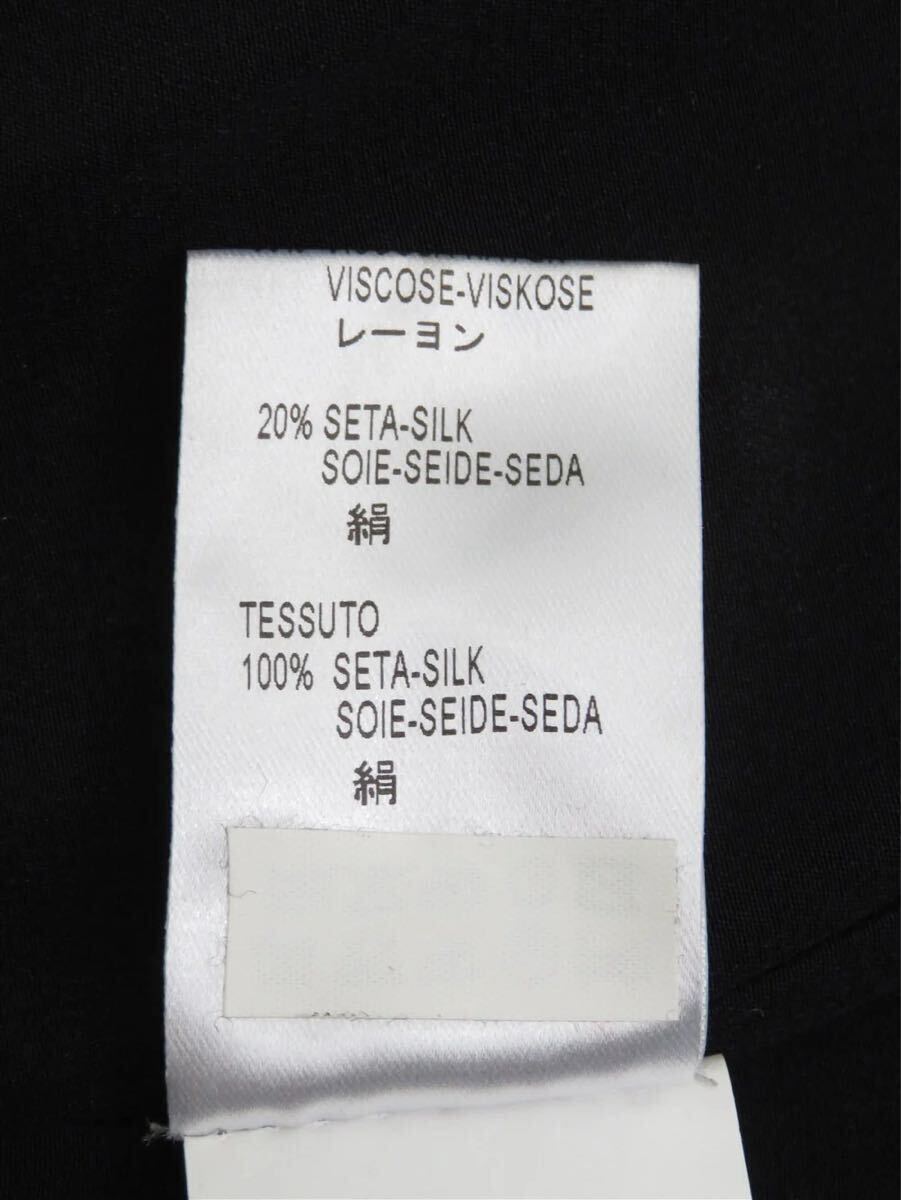 VISCOSE-VISKOSE
レーヨン
20% SETA-SILK
SOIE-SEIDE-SEDA
絹
TESSUTO
100% SETA-SILK
SOIE-SEIDE-SEDA
絹